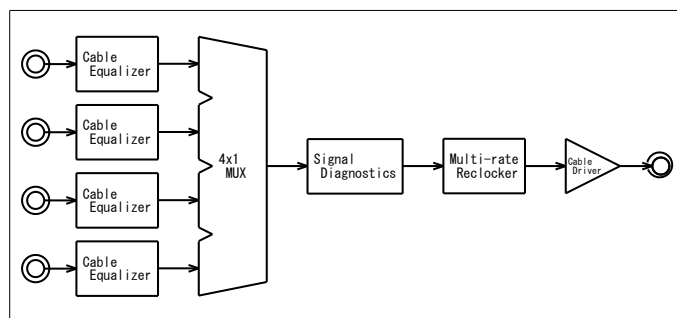 Cable
Equalizer
Cable
Equalizer
Cable
Equalizer
Cable
Equalizer
4x1
MUX
Signal
Diagnostics
Multi-rate
Reclocker
Cable
Driver